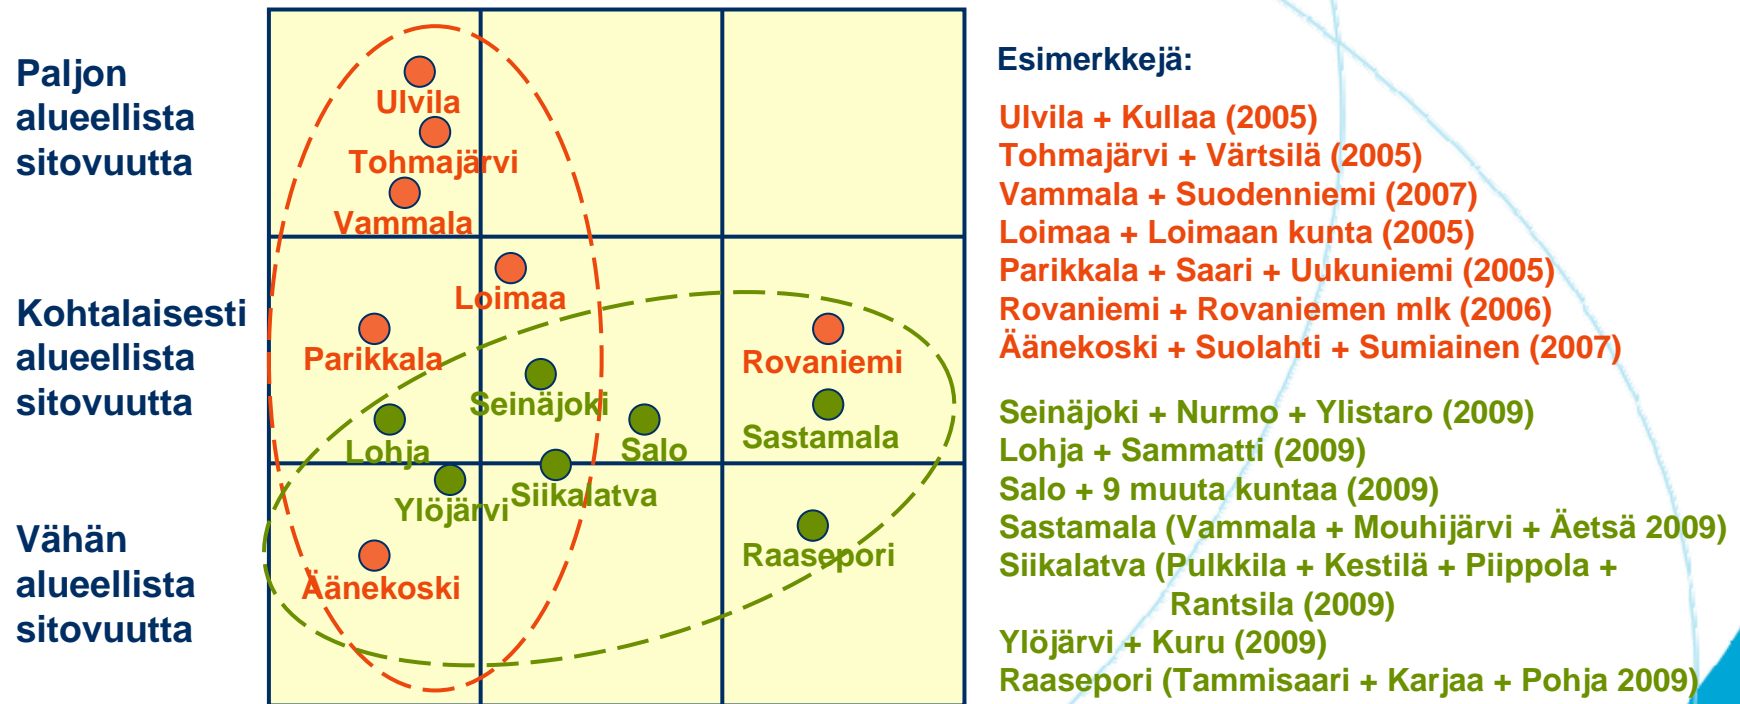 Paljon
alueellista
sitovuutta
Kohtalaisesti
alueellista
sitovuutta
Vähän
alueellista
sitovuutta
Ulvila
Tohmajärvi
Vammala
Loimaa
Parikkala
Rovaniemi
Seinäjoki
Lohja
Salo
Sastamala
Ylöjärvi
Siikalatva
Raasepori
Äänekoski
Esimerkkejä:
Ulvila + Kullaa (2005)
Tohmajärvi + Värtsilä (2005)
Vammala + Suodenniemi (2007)
Loimaa + Loimaan kunta (2005)
Parikkala + Saari + Uukuniemi (2005)
Rovaniemi + Rovaniemen mlk (2006)
Äänekoski + Suolahti + Sumiainen (2007)
Seinäjoki + Nurmo + Ylistaro (2009)
Lohja + Sammatti (2009)
Salo + 9 muuta kuntaa (2009)
Sastamala (Vammala + Mouhijärvi + Äetsä 2009)
Siikalatva (Pulkkila + Kestilä + Piippola +
Rantsila (2009)
Ylöjärvi + Kuru (2009)
Raasepori (Tammisaari + Karjaa + Pohja 2009)